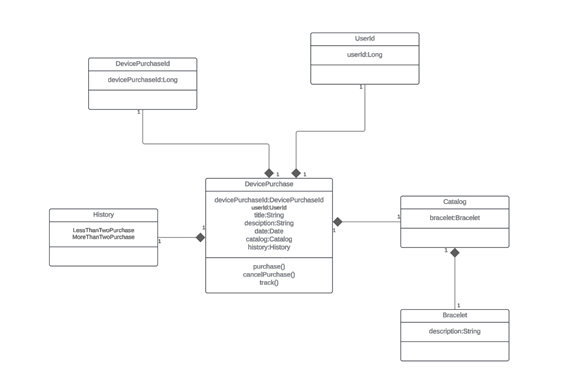 UserId
userId:Long
1
DevicePurchaseId
devicePurchaseId:Long
1
1
1
DevicePurchase
devicePurchaseId:DevicePurchaseId
userId:UserId
title:String
desciption:String
date:Date
catalog:Catalog
history:History
purchase()
cancelPurchase()
track()
1
1
History
LessThanTwoPurchase
MoreThanTwoPurchase
1
1
Catalog
bracelet:Bracelet
1
1
Bracelet
description:String